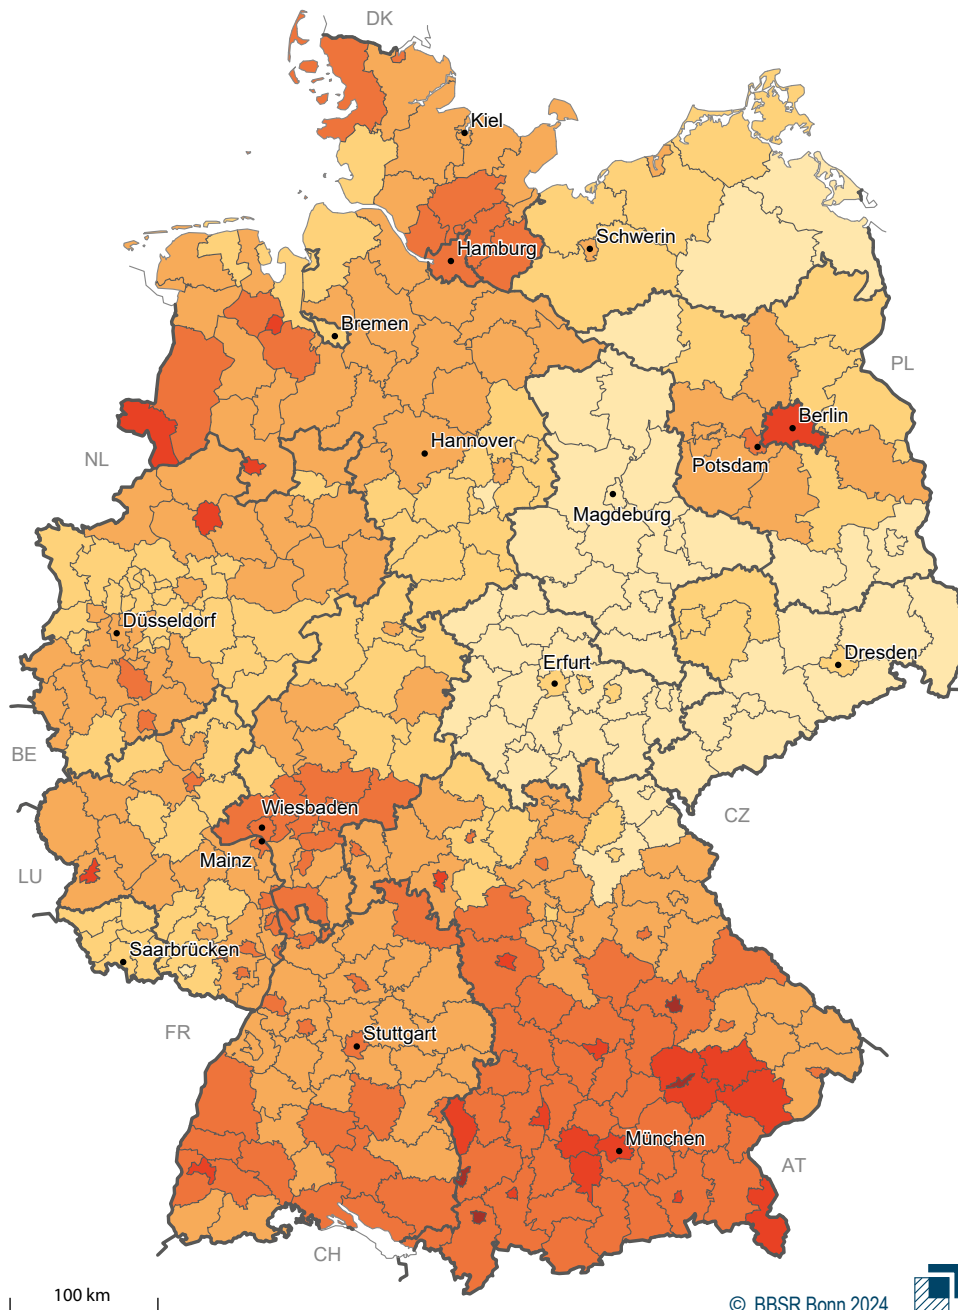 DK
Kiel
Schwerin
Hamburg
Bremen
PL
Berlin
Hannover
Potsdam
NL
Magdeburg
Düsseldorf
Erfurt
Dresden
BE
Wiesbaden
CZ
Mainz
LU
Saarbrücken
FR
Stuttgart
München
AT
CH
100 km
© BBSR Bonn 2024